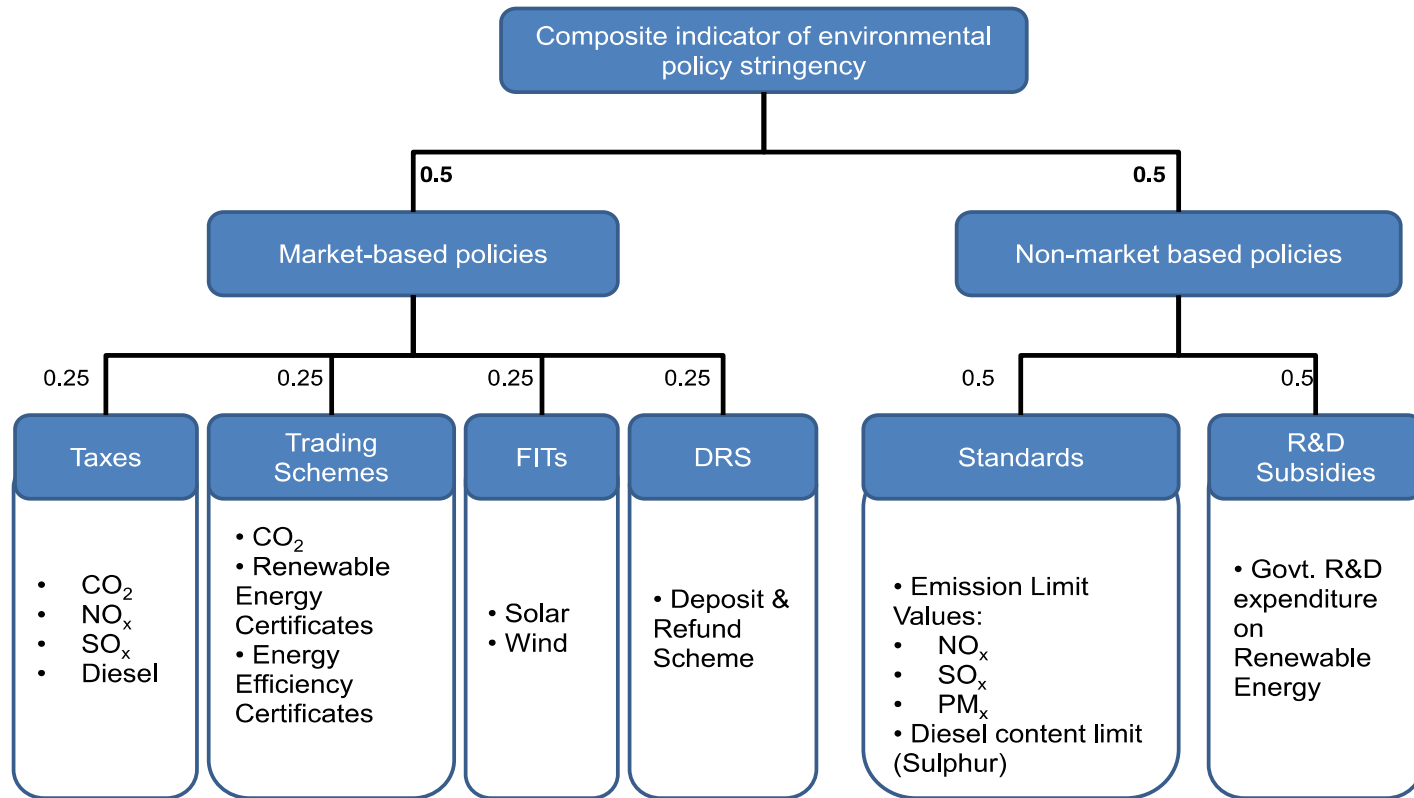 Composite indicator of environmental
policy stringency
0.5
0.5
Market-based policies
Non-market based policies
0.25
0.25
0.25
0.25
0.5
0.5
Taxes
Trading
Schemes
FITs
DRS
Standards
R&D
Subsidies
• CO₂
• NOₓ
• SOₓ
• Diesel
• CO₂
• Renewable
Energy
Certificates
• Energy
Efficiency
Certificates
• Solar
• Wind
• Deposit &
Refund
Scheme
• Emission Limit
Values:
• NOₓ
• SOₓ
• PMₓ
• Diesel content limit
(Sulphur)
• Govt. R&D
expenditure
on
Renewable
Energy